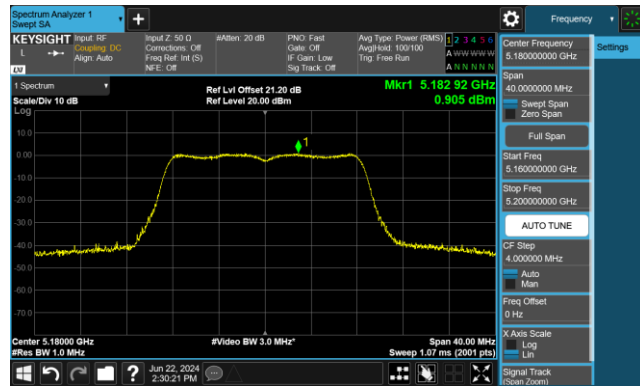 Spectrum Analyzer 1
Swept SA
+
Frequency
KEYSIGHT
L
LXI
Input: RF
Coupling: DC
Align: Auto
Input Z: 50 Ω
Corrections: Off
Freq Ref: Int (S)
NFE: Off
#Atten: 20 dB
PNO: Fast
Gate: Off
IF Gain: Low
Sig Track: Off
Avg Type: Power (RMS)
Avg|Hold: 100/100
Trig: Free Run
1 2 3 4 5 6
A W W W W W
A N N N N N
1 Spectrum
Scale/Div 10 dB
Log
Ref Lvl Offset 21.20 dB
Ref Level 20.00 dBm
Mkr1 5.182 92 GHz
0.905 dBm
1
10.0
0.00
-10.0
-20.0
-30.0
-40.0
-50.0
-60.0
-70.0
Center 5.18000 GHz
#Res BW 1.0 MHz
#Video BW 3.0 MHz*
Span 40.00 MHz
Sweep 1.07 ms (2001 pts)
Center Frequency
5.180000000 GHz
Span
40.0000000 MHz
Swept Span
Zero Span
Full Span
Start Freq
5.160000000 GHz
Stop Freq
5.200000000 GHz
AUTO TUNE
CF Step
4.000000 MHz
Auto
Man
Freq Offset
0 Hz
X Axis Scale
Log
Lin
Signal Track
(Span Zoom)
Settings
?
Jun 22, 2024
2:30:21 PM